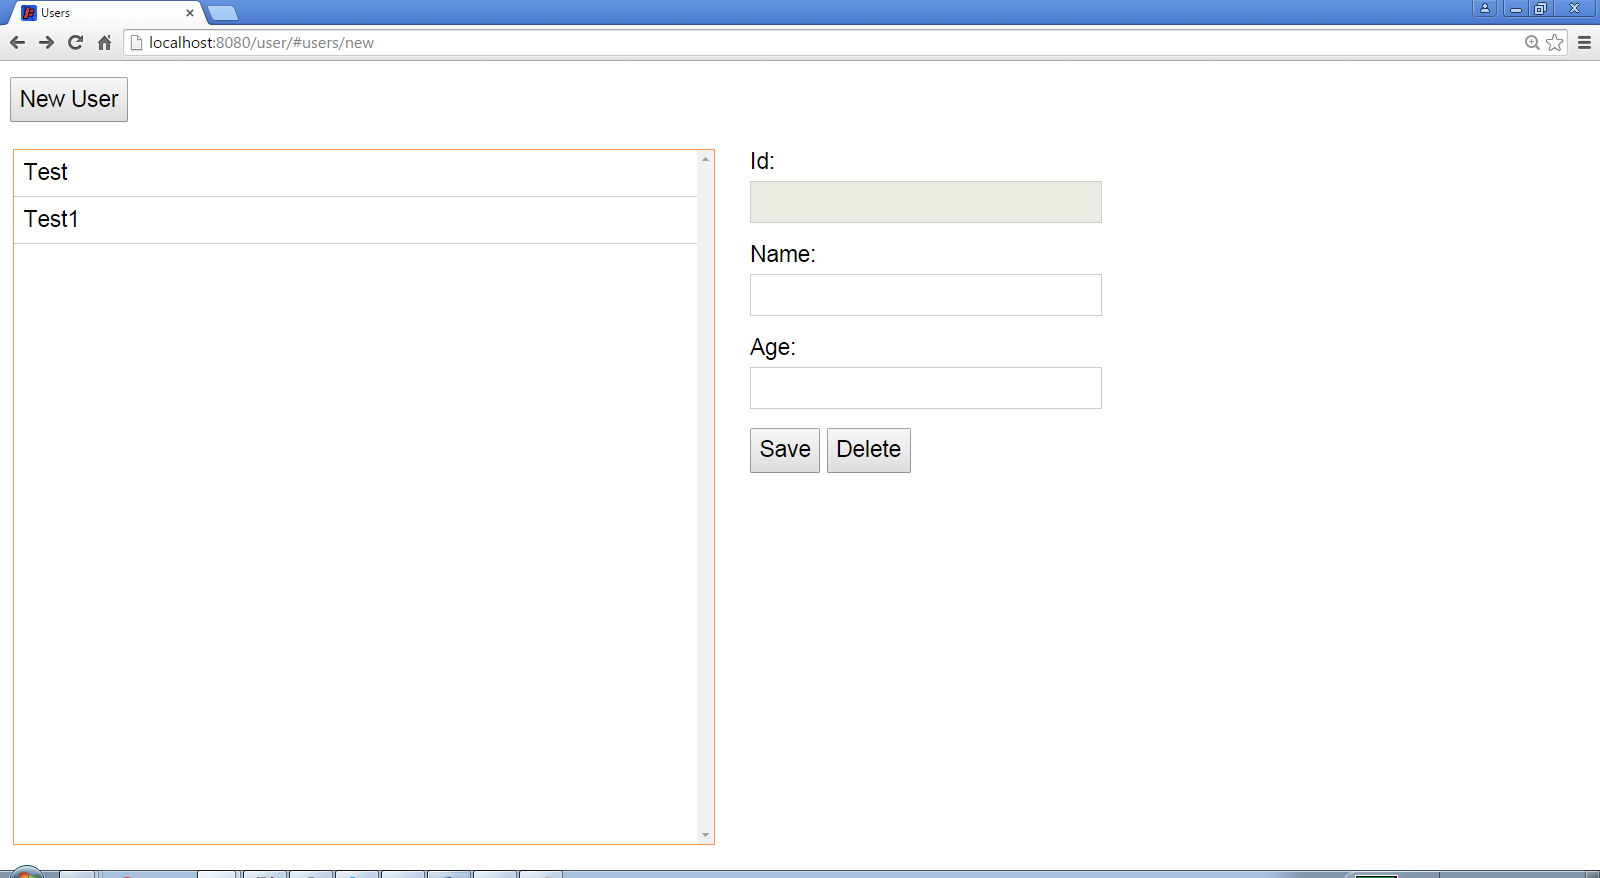 Users
localhost:8080/user/#users/new
New User
Test
Test1
Id:
Name:
Age:
Save Delete